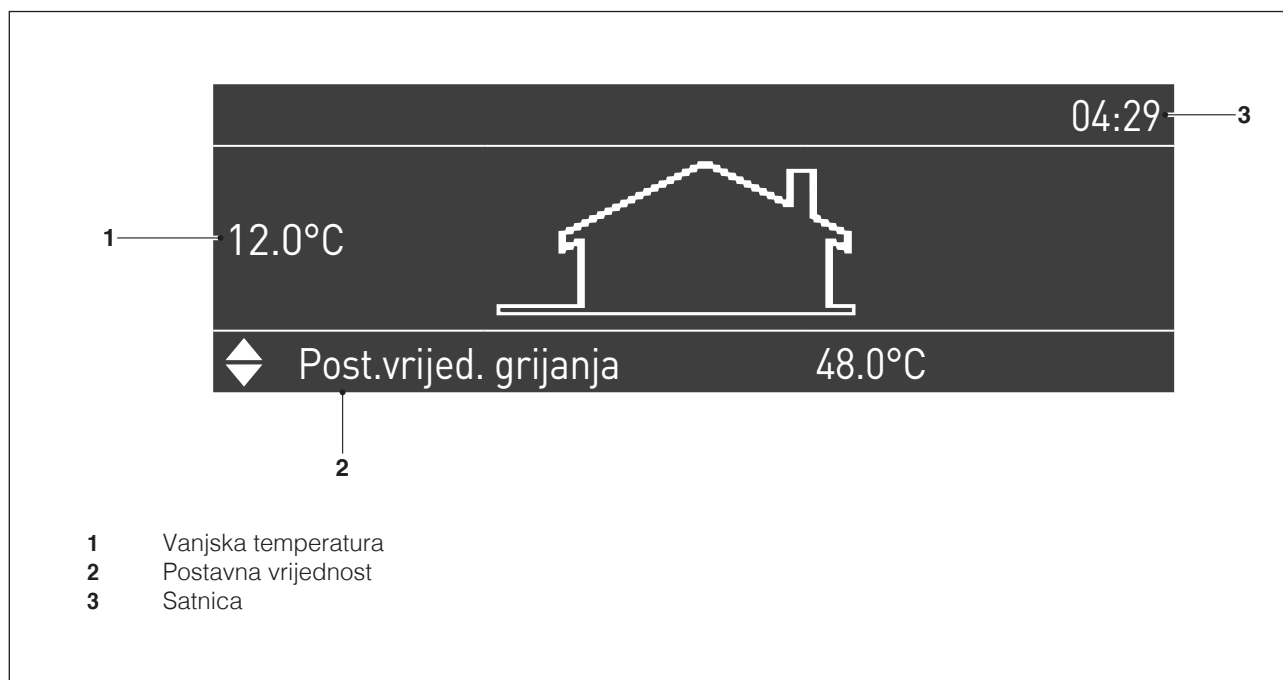 04:29
3
1
12.0°C
Post.vrijed. grijanja 48.0°C
2
1 Vanjska temperatura
2 Postavna vrijednost
3 Satnica